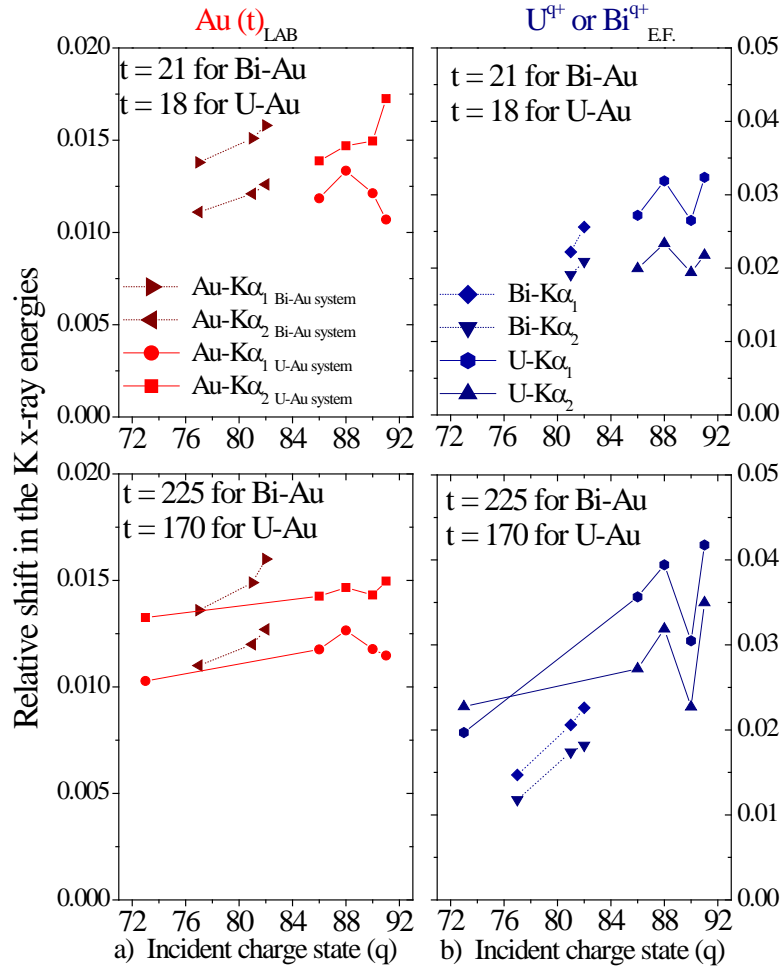 Au (t)LAB
Uq+ or Biq+E.F.
Relative shift in the K x-ray energies
0.020
0.015
0.010
0.005
0.000
t = 21 for Bi-Au
t = 18 for U-Au
Au-Kα1 Bi-Au system
Au-Kα2 Bi-Au system
Au-Kα1 U-Au system
Au-Kα2 U-Au system
72 76 80 84 88 92
t = 21 for Bi-Au
t = 18 for U-Au
Bi-Kα1
Bi-Kα2
U-Kα1
U-Kα2
0.05
0.04
0.03
0.02
0.01
0.00
72 76 80 84 88 92
0.020
0.015
0.010
0.005
0.000
t = 225 for Bi-Au
t = 170 for U-Au
72 76 80 84 88 92
a) Incident charge state (q)
t = 225 for Bi-Au
t = 170 for U-Au
0.05
0.04
0.03
0.02
0.01
0.00
72 76 80 84 88 92
b) Incident charge state (q)